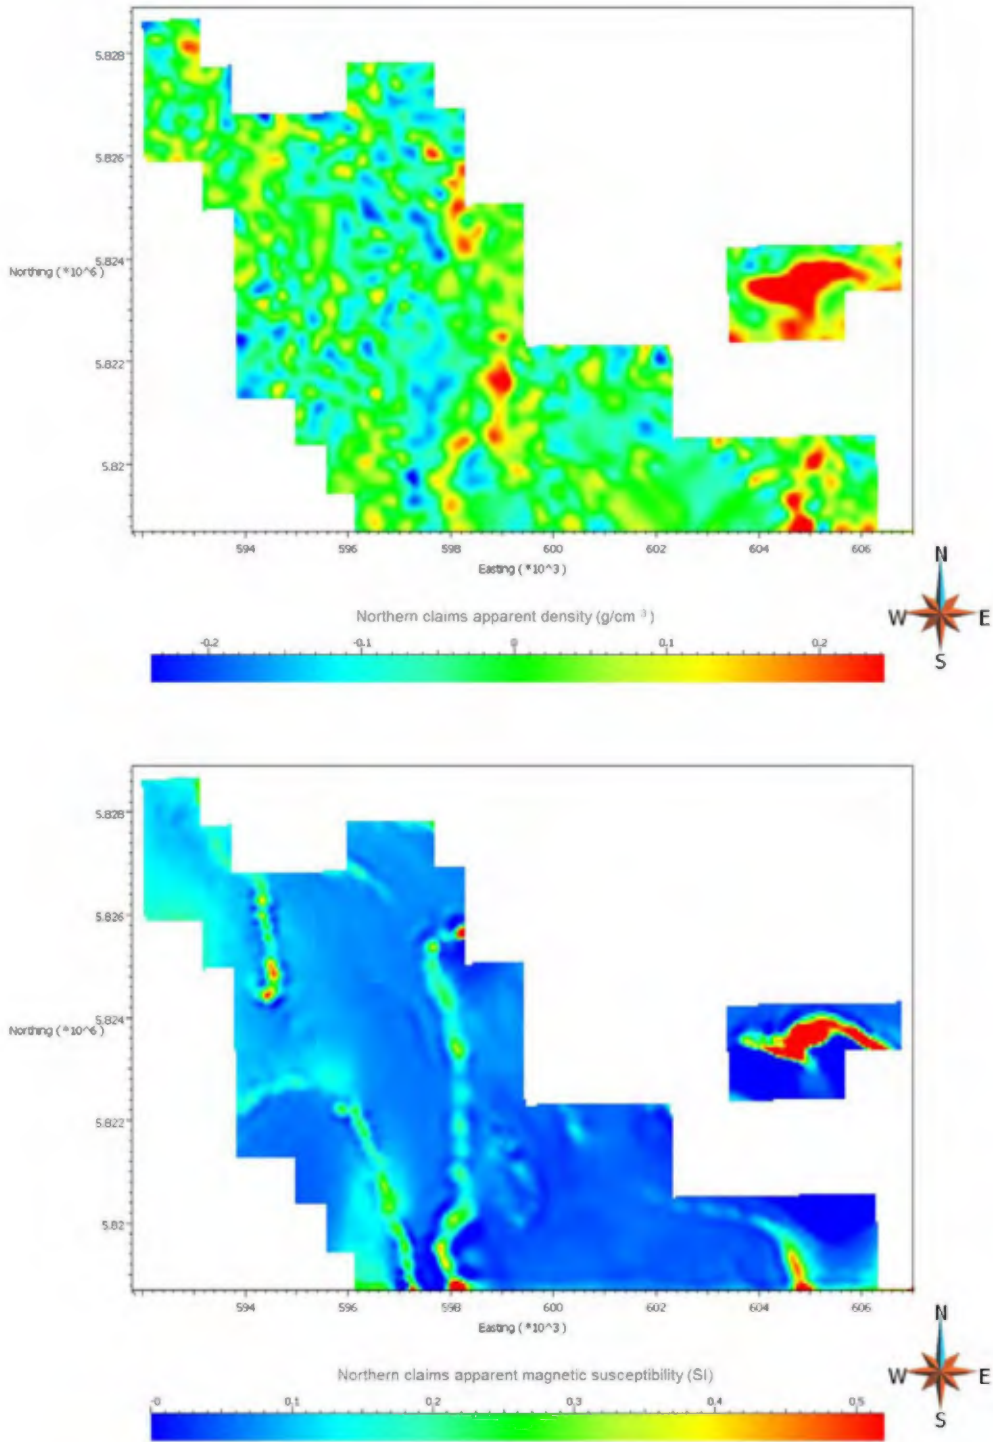 5.828
5.826
Northing (*10^6) 5.824
5.822
5.82
594 596 598 600 602 604 606
Easting (*10^3)
N
W E
S
Northern claims apparent density (g/cm ³)
-0.2 -0.1 0 0.1 0.2
5.828
5.826
Northing (*10^6) 5.824
5.822
5.82
594 596 598 600 602 604 606
Easting (*10^3)
N
W E
S
Northern claims apparent magnetic susceptibility (SI)
-0 0.1 0.2 0.3 0.4 0.5